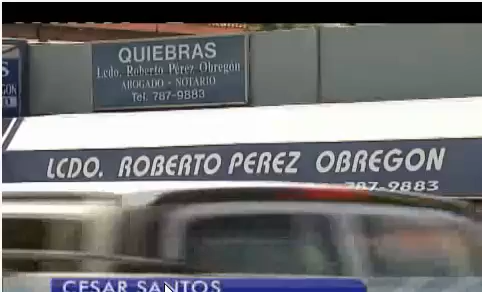 QUIEBRAS
Lcdo. Roberto Pérez Obregón
ABOGADO - NOTARIO
Tel. 787-9883
LCDO. ROBERTO PEREZ OBREGON
787-9883
CESAR SANTOS